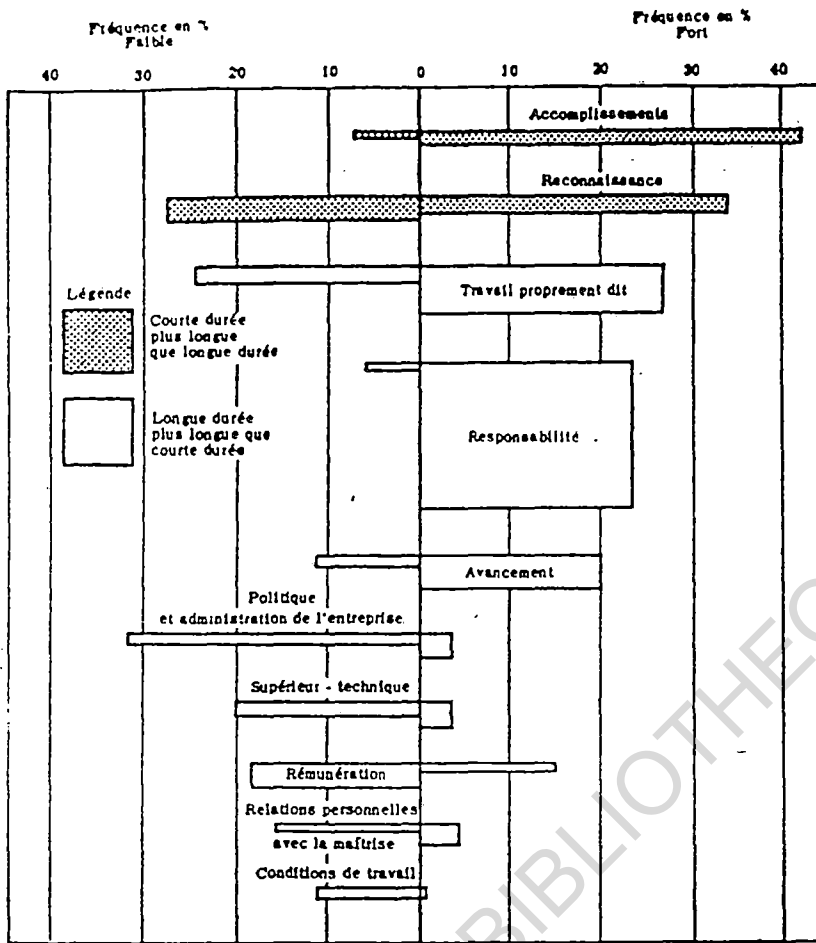 Fréquence en %
Faible
Fréquence en %
Fort
40 30 20 10 0 10 20 30 40
Accomplissements
Reconnaissance
Travail proprement dit
Légende
Courte durée
plus longue
que longue durée
Longue durée
plus longue que
courte durée
Responsabilité
Avancement
Politique
et administration de l'entreprise.
Supérieur - technique
Rémunération
Relations personnelles
avec la maîtrise
Conditions de travail
BIBLIOTHEC